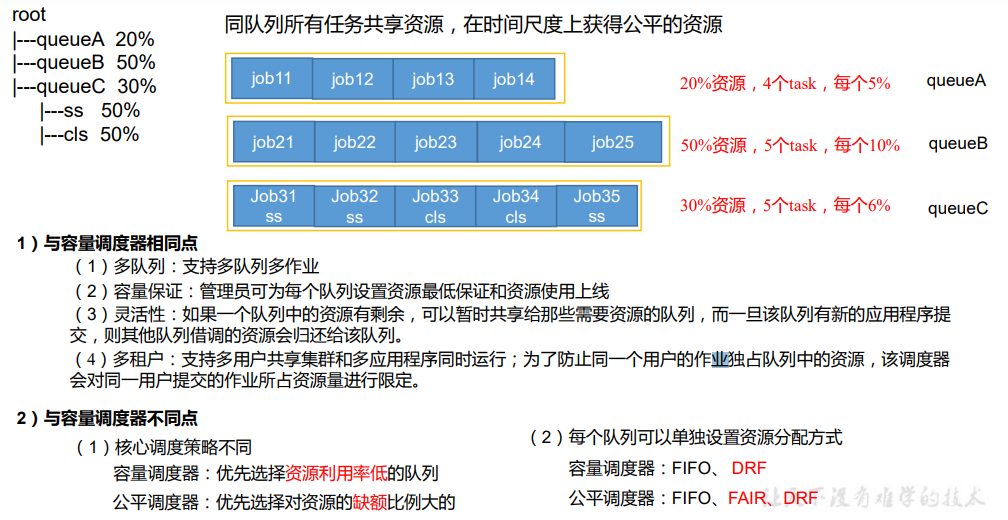 root
|---queueA 20%
|---queueB 50%
|---queueC 30%
|---ss 50%
|---cls 50%
同队列所有任务共享资源，在时间尺度上获得公平的资源
job11 job12 job13 job14
20%资源，4个task，每个5% queueA
job21 job22 job23 job24 job25
50%资源，5个task，每个10% queueB
Job31 Job32 Job33 Job34 Job35
ss ss cls cls ss
30%资源，5个task，每个6% queueC
1）与容量调度器相同点
（1）多队列：支持多队列多作业
（2）容量保证：管理员可为每个队列设置资源最低保证和资源使用上线
（3）灵活性：如果一个队列中的资源有剩余，可以暂时共享给那些需要资源的队列，而一旦该队列有新的应用程序提
交，则其他队列借调的资源会归还给该队列。
（4）多租户：支持多用户共享集群和多应用程序同时运行；为了防止同一个用户的作业独占队列中的资源，该调度器
会对同一用户提交的作业所占资源量进行限定。
2）与容量调度器不同点
（1）核心调度策略不同
容量调度器：优先选择资源利用率低的队列
公平调度器：优先选择对资源的缺额比例大的
（2）每个队列可以单独设置资源分配方式
容量调度器：FIFO、 DRF
公平调度器：FIFO、FAIR、DRF
让天下没有难学的技术